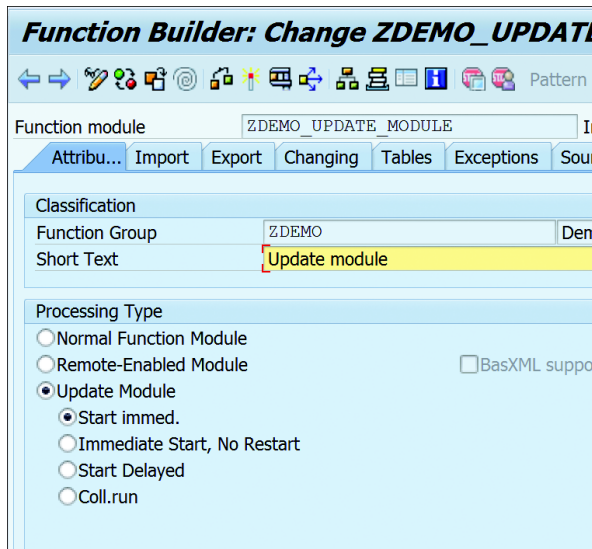 Function Builder: Change ZDEMO_UPDATE
Pattern
Function module ZDEMO_UPDATE_MODULE
Attribu... Import Export Changing Tables Exceptions Sou
Classification
Function Group ZDEMO Dem
Short Text Update module
Processing Type
Normal Function Module
Remote-Enabled Module BasXML suppo
Update Module
Start immed.
Immediate Start, No Restart
Start Delayed
Coll.run